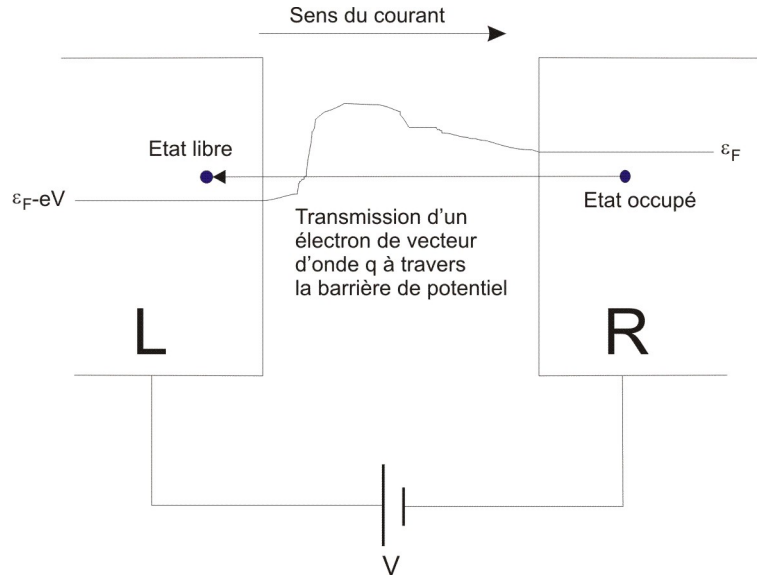 Sens du courant
Etat libre
εF
εF-eV
Etat occupé
Transmission d'un
électron de vecteur
d'onde q à travers
la barrière de potentiel
L
R
V